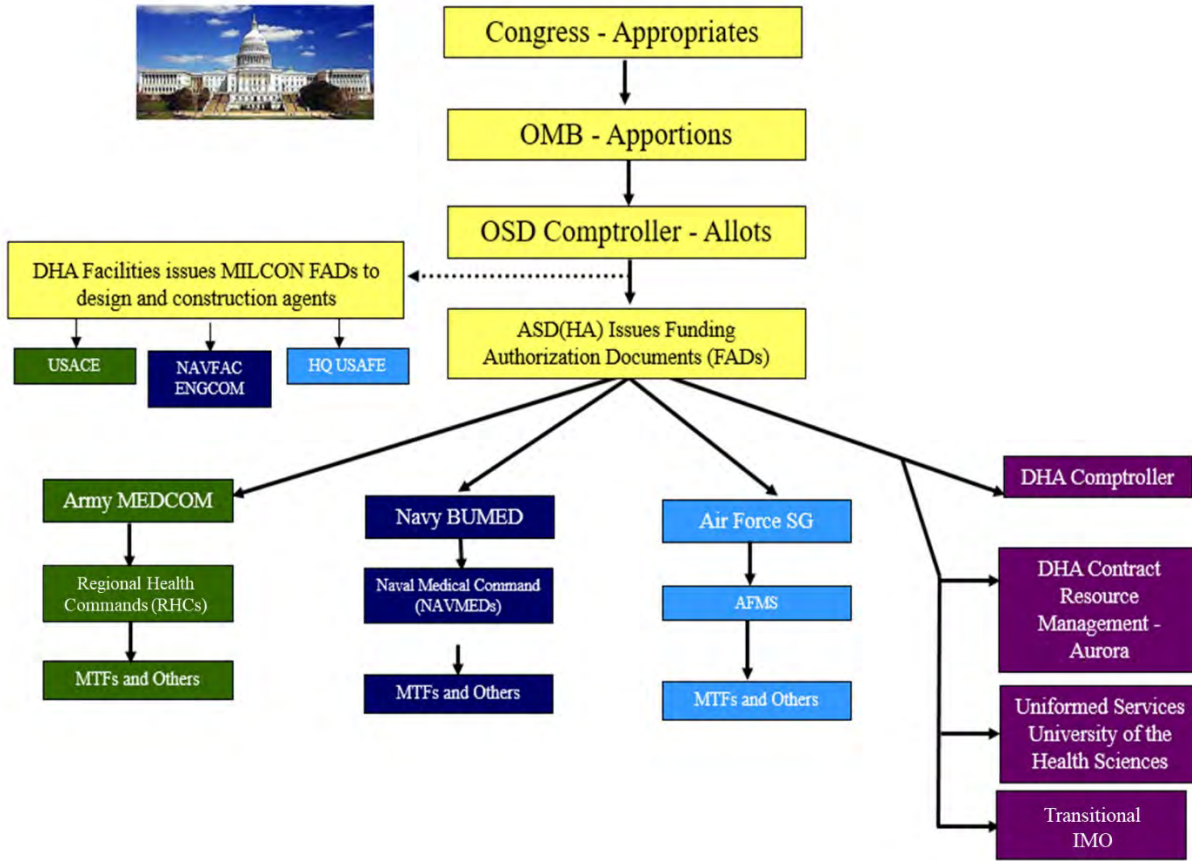 Congress - Appropriates
OMB - Apportions
OSD Comptroller - Allots
DHA Facilities issues MILCON FADs to
design and construction agents
USACE
NAVFAC
ENGCOM
HQ USAFE
ASD(HA) Issues Funding
Authorization Documents (FADs)
Army MEDCOM
Regional Health
Commands (RHCs)
MTFs and Others
Navy BUMED
Naval Medical Command
(NAVMEDs)
MTFs and Others
Air Force SG
AFMS
MTFs and Others
DHA Comptroller
DHA Contract
Resource
Management -
Aurora
Uniformed Services
University of the
Health Sciences
Transitional
IMO